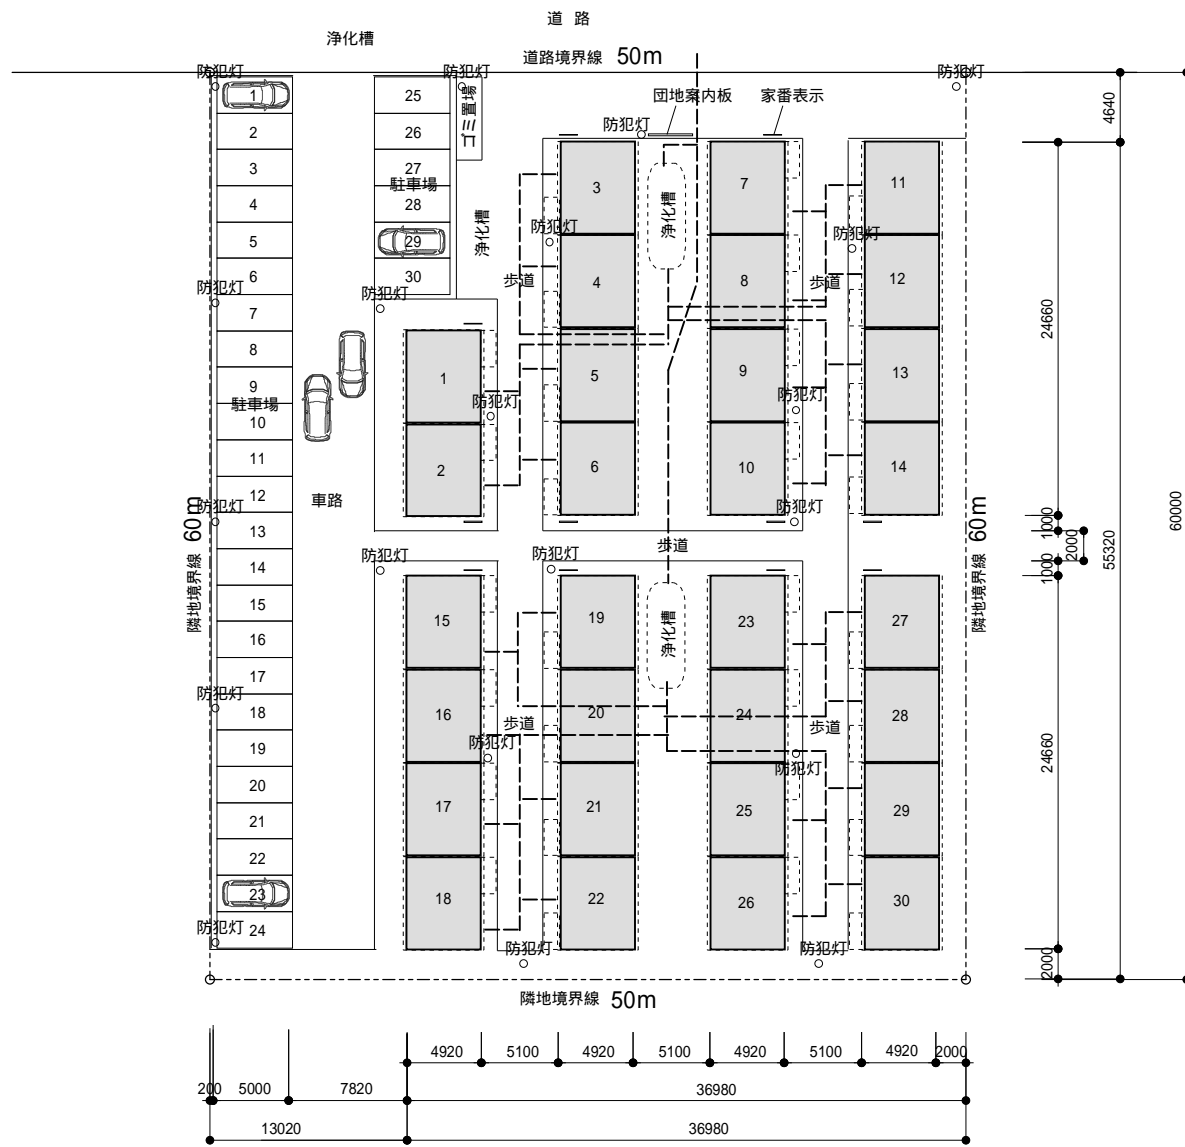 道 路
浄化槽
道路境界線 50m
防犯灯
防犯灯
防犯灯
ゴミ置場
団地案内板
家番表示
防犯灯
1
2
3
4
5
6
7
8
9
駐車場
10
11
12
13
14
15
16
17
18
19
20
21
22
23
24
25
26
27
駐車場
28
29
30
浄化槽
防犯灯
防犯灯
防犯灯
防犯灯
防犯灯
車路
隣地境界線 60m
歩道
防犯灯
浄化槽
防犯灯
歩道
3
4
5
6
7
8
9
10
11
12
13
14
1
2
防犯灯
防犯灯
防犯灯
歩道
防犯灯
防犯灯
隣地境界線 60m
15
16
17
18
19
20
21
22
浄化槽
23
24
25
26
27
28
29
30
歩道
防犯灯
歩道
防犯灯
防犯灯
防犯灯
隣地境界線 50m
4640
24660
1000
2000
1000
55320
60000
24660
2000
4920
5100
4920
5100
4920
5100
4920
2000
200
5000
7820
36980
13020
36980